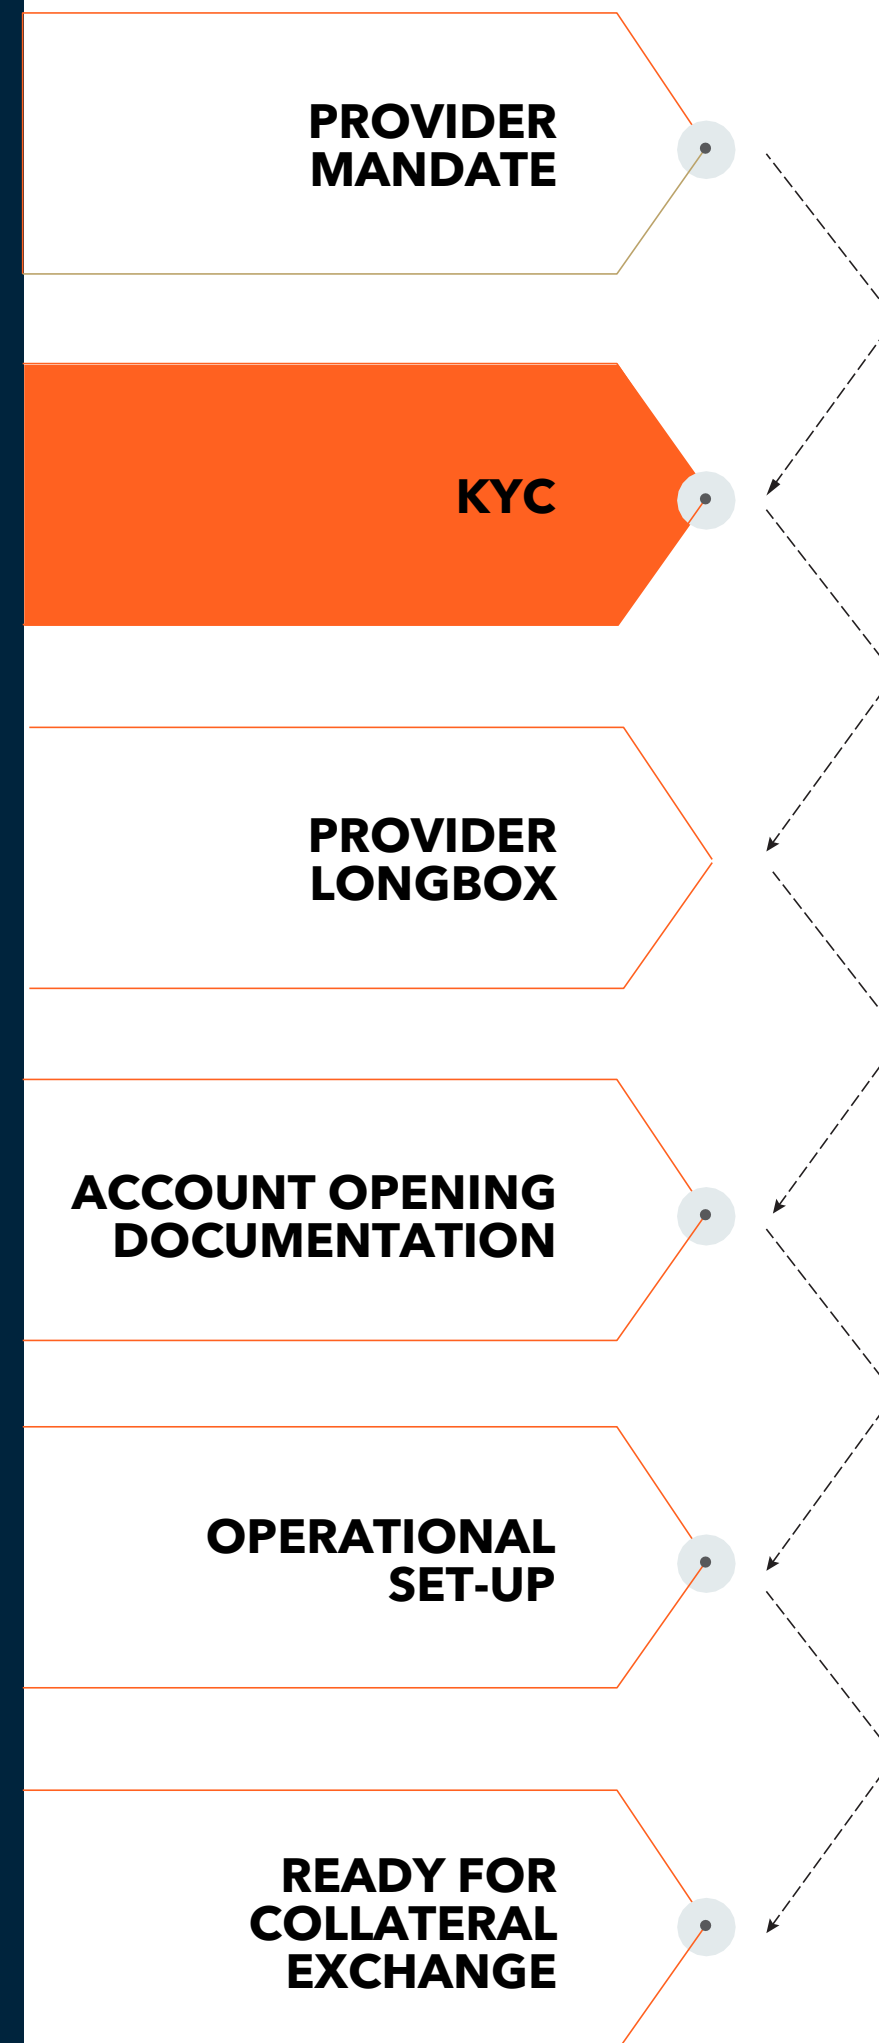 PROVIDER
MANDATE
KYC
PROVIDER
LONGBOX
ACCOUNT OPENING
DOCUMENTATION
OPERATIONAL
SET-UP
READY FOR
COLLATERAL
EXCHANGE